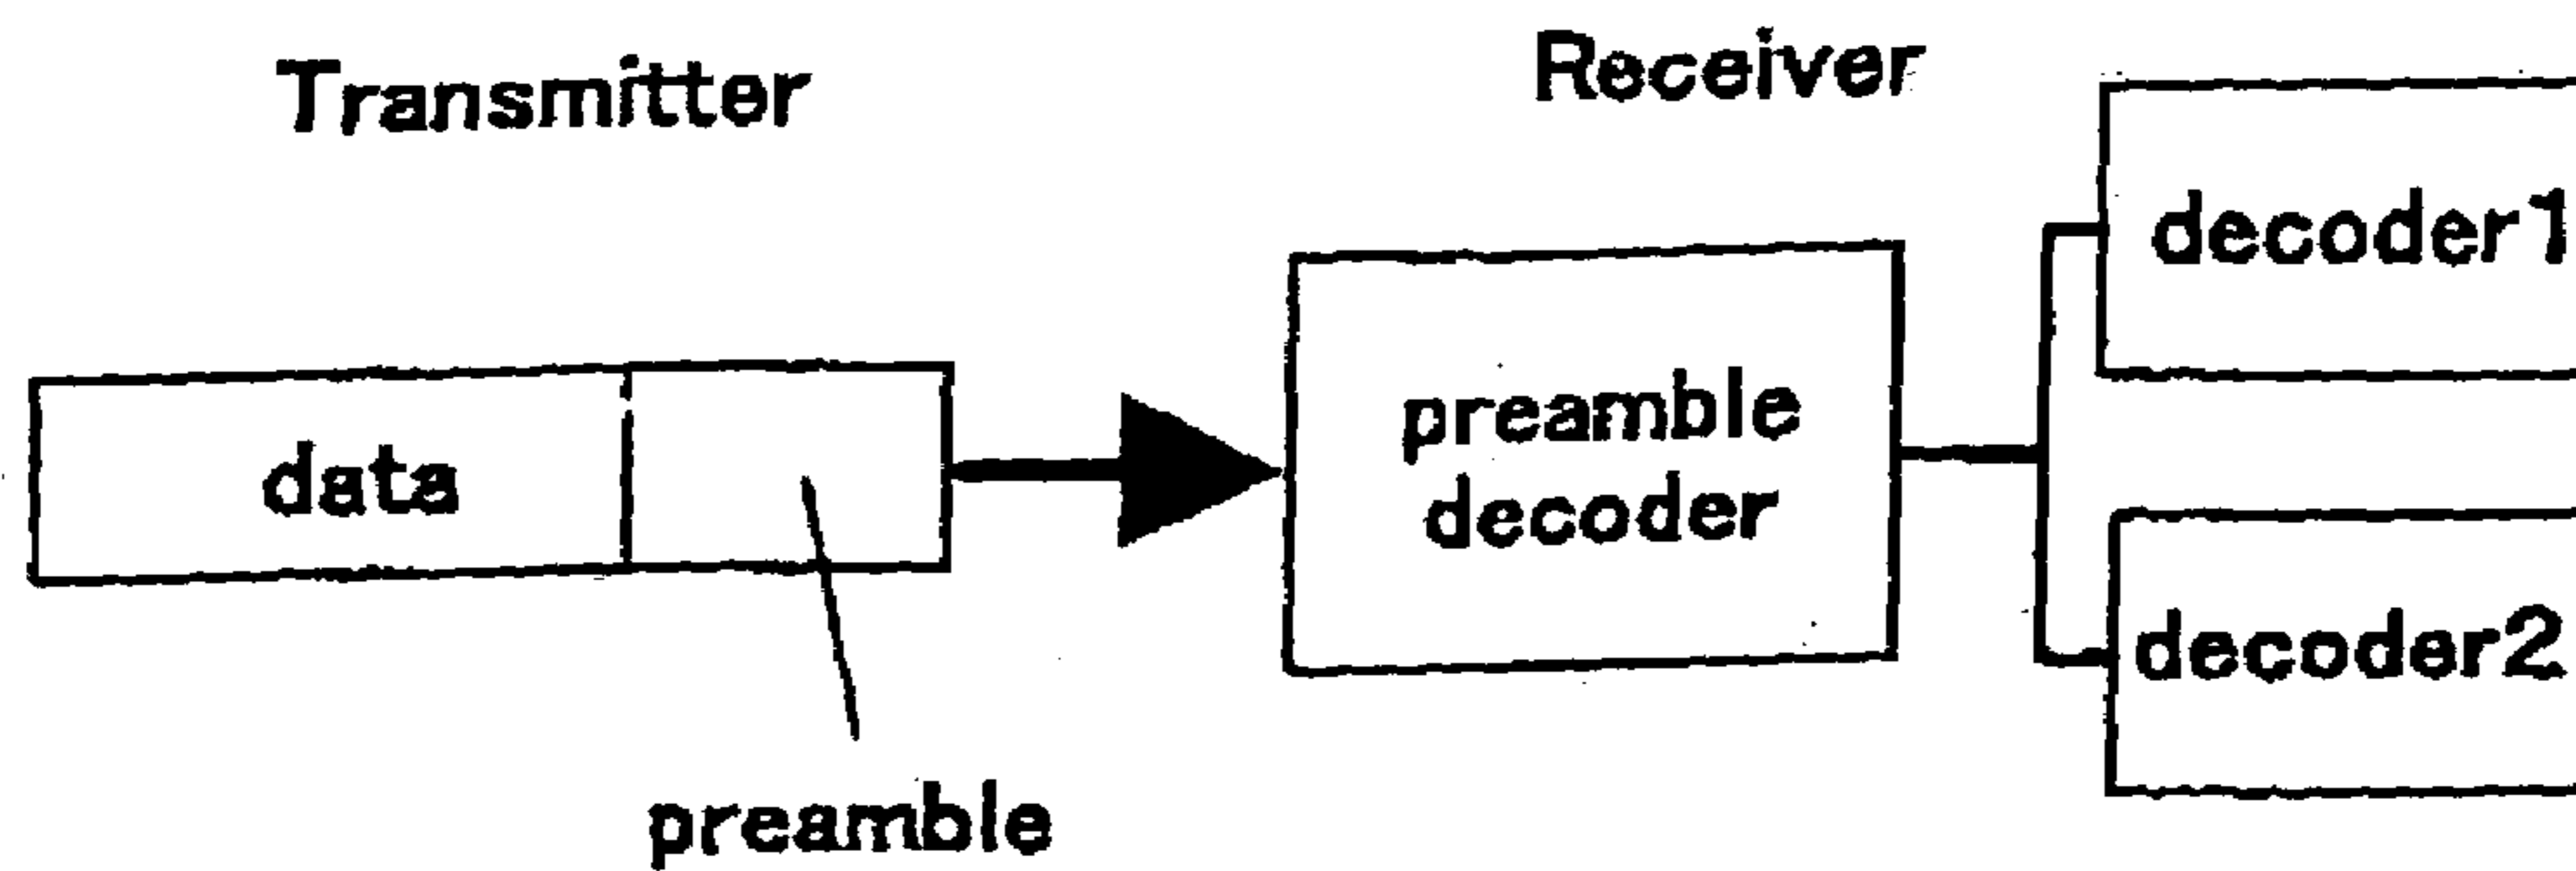 Transmitter
Receiver
data
preamble
preamble
decoder
decoder1
decoder2